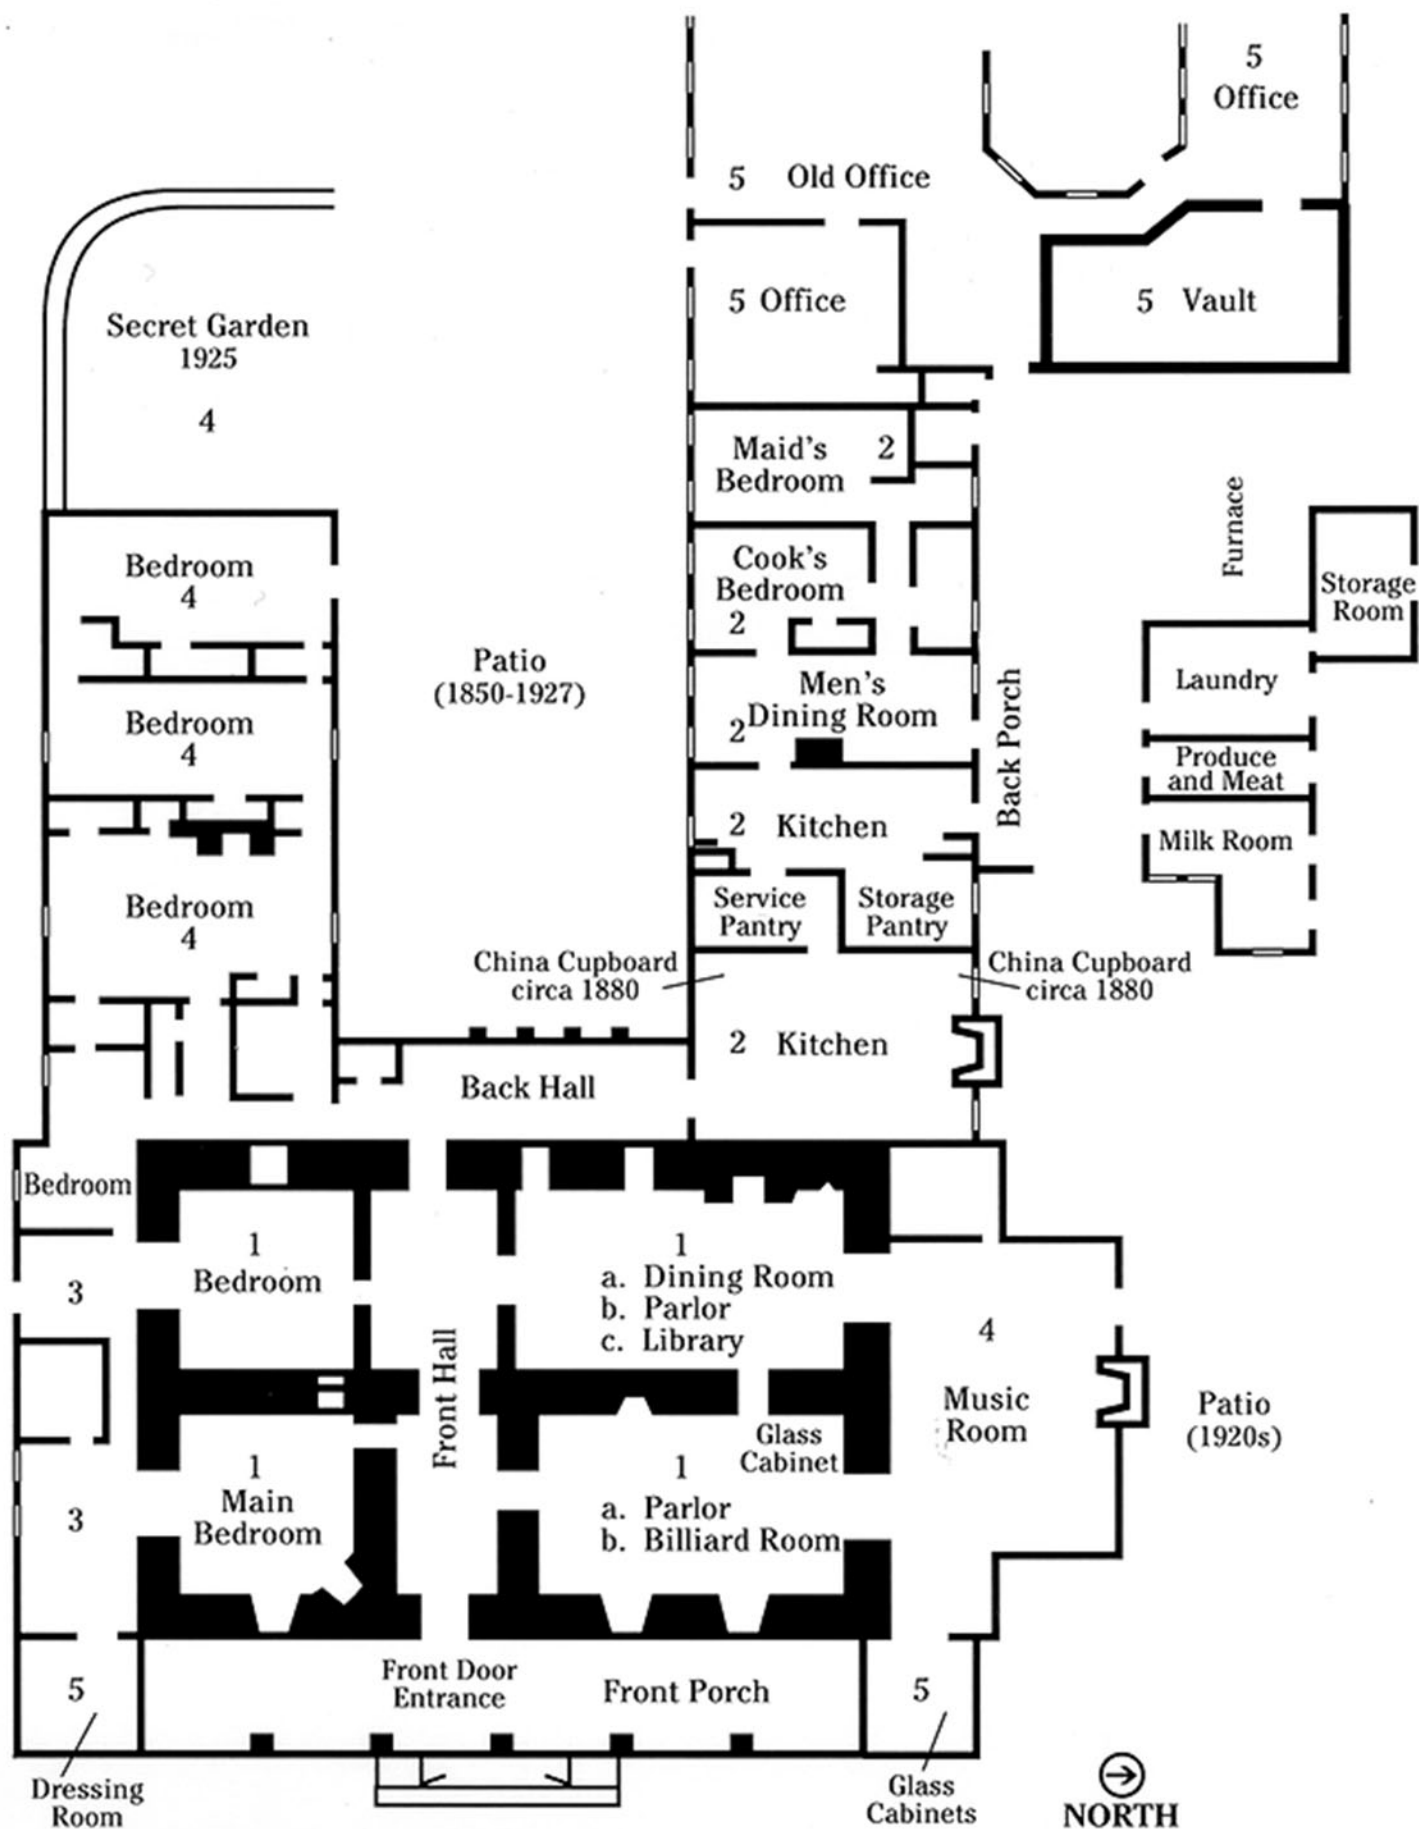 5
Office
5 Old Office
5 Office
5 Vault
Secret Garden
1925
4
Maid's 2
Bedroom
Furnace
Bedroom
4
Cook's
Bedroom
2
Storage
Room
Patio
(1850-1927)
Men's
Dining Room
2
Laundry
Bedroom
4
Back Porch
Produce
and Meat
2 Kitchen
Milk Room
Bedroom
4
Service
Pantry
Storage
Pantry
China Cupboard
circa 1880
China Cupboard
circa 1880
2 Kitchen
Back Hall
Bedroom
1
Bedroom
1
a. Dining Room
b. Parlor
c. Library
3
Front Hall
4
Music
Room
Patio
(1920s)
Glass
Cabinet
1
Main
Bedroom
1
a. Parlor
b. Billiard Room
3
Front Door
Entrance
Front Porch
5
5
Dressing
Room
Glass
Cabinets
NORTH